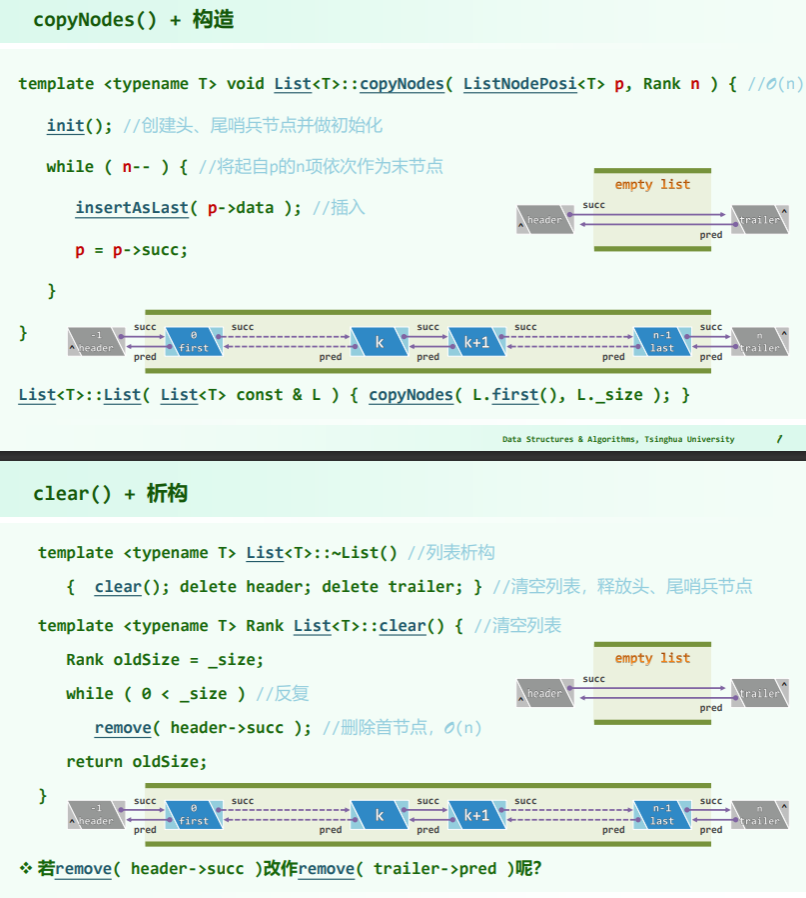 copyNodes() + 构造
template <typename T> void List<T>::copyNodes( ListNodePosi<T> p, Rank n ) { //𝒪(n)
init(); //创建头、尾哨兵节点并做初始化
while ( n-- ) { //将起自p的n项依次作为末节点
empty list
insertAsLast( p->data ); //插入
succ
^ header trailer ^
pred
p = p->succ;
}
}
succ succ succ succ succ
-1 0 n-1 n
^ header first k k+1 last trailer ^
pred pred pred pred pred
List<T>::List( List<T> const & L ) { copyNodes( L.first(), L._size ); }
Data Structures & Algorithms, Tsinghua University
clear() + 析构
template <typename T> List<T>::~List() //列表析构
{ clear(); delete header; delete trailer; } //清空列表，释放头、尾哨兵节点
template <typename T> Rank List<T>::clear() { //清空列表
Rank oldSize = _size;
empty list
while ( 0 < _size ) //反复
succ
^ header trailer ^
pred
remove( header->succ ); //删除首节点，𝒪(n)
return oldSize;
}
succ succ succ succ succ
-1 0 n-1 n
^ header first k k+1 last trailer ^
pred pred pred pred pred
❖ 若remove( header->succ )改作remove( trailer->pred )呢?